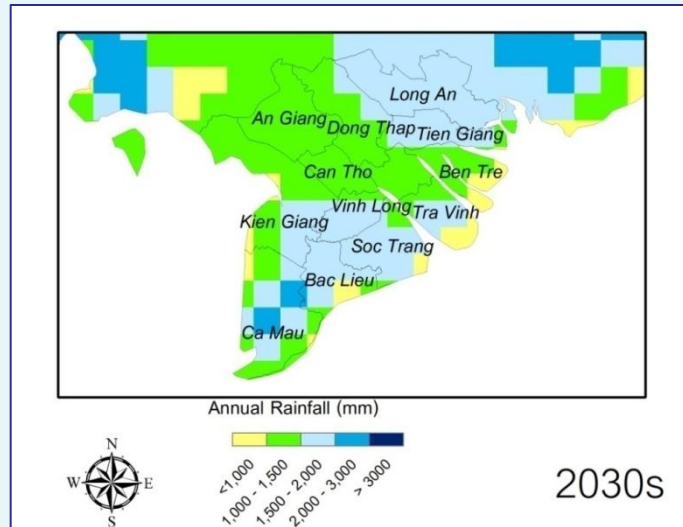 Long An
An Giang
Dong Thap
Tien Giang
Can Tho
Ben Tre
Vinh Long
Tra Vinh
Kien Giang
Soc Trang
Bac Lieu
Ca Mau
Annual Rainfall (mm)
<1,000
1,000 - 1,500
1,500 - 2,000
2,000 - 3,000
> 3000
N
W
E
S
2030s